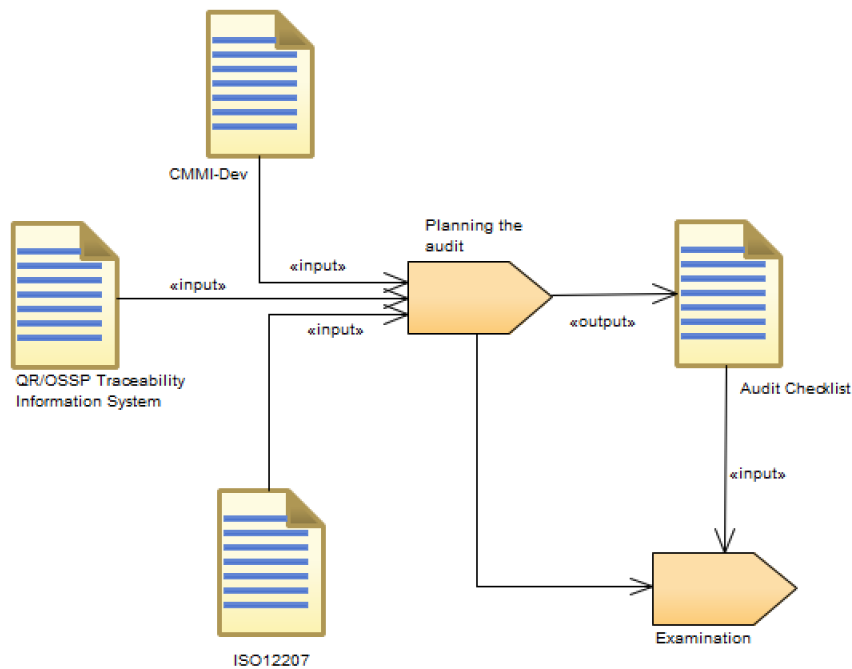 CMMI-Dev
Planning the
audit
«input»
«input»
«input»
«output»
QR/OSSP Traceability
Information System
Audit Checklist
«input»
Examination
ISO12207